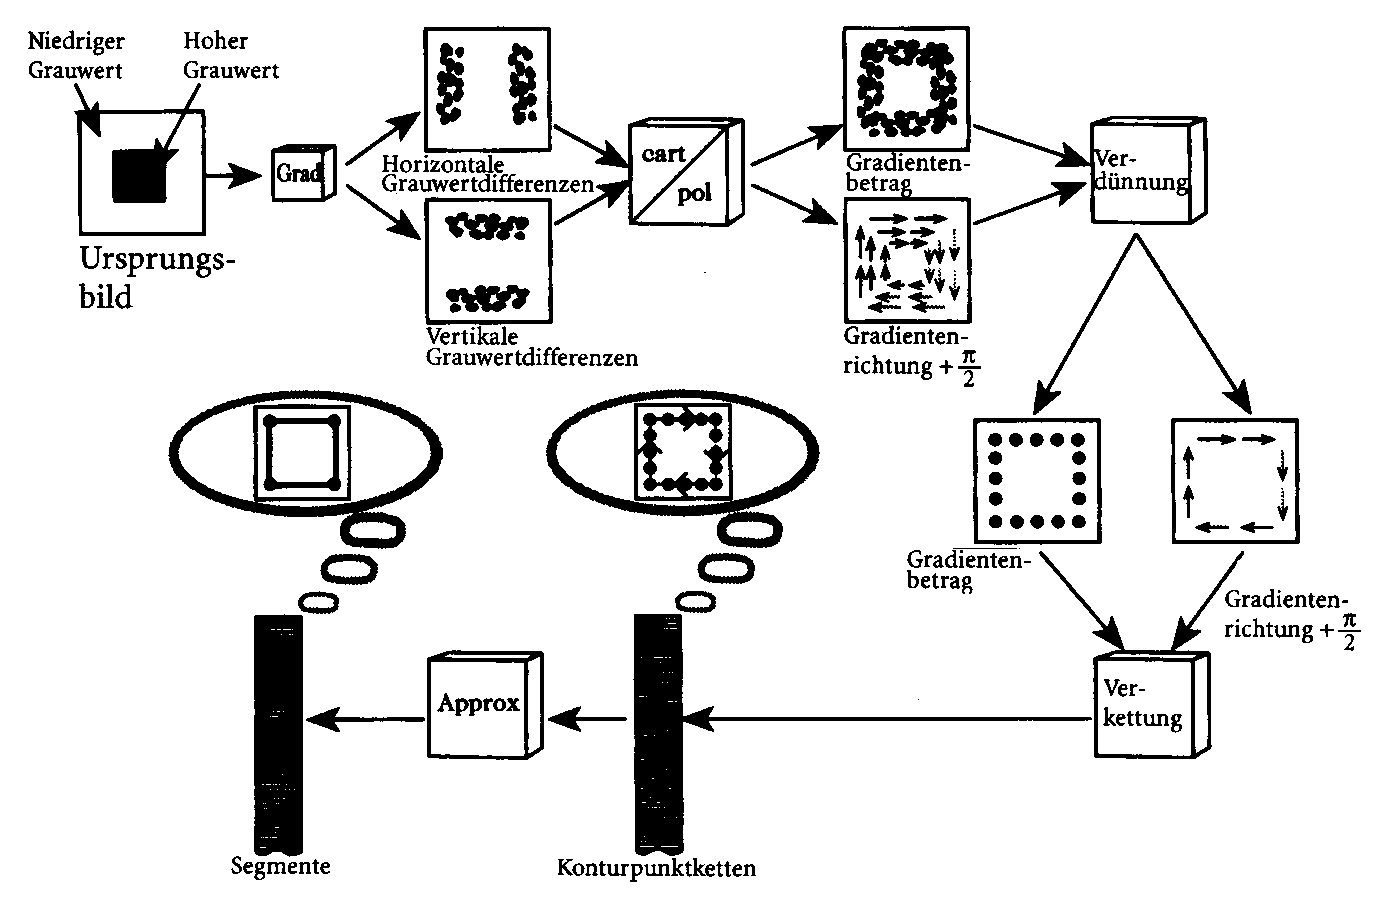 Niedriger
Grauwert
Hoher
Grauwert
Ursprungs-
bild
Grad
Horizontale
Grauwertdifferenzen
Vertikale
Grauwertdifferenzen
cart
pol
Gradienten-
betrag
Gradienten-
richtung + π/2
Ver-
dünnung
Gradienten-
betrag
Gradienten-
richtung + π/2
Ver-
kettung
Approx
Segmente
Konturpunktketten